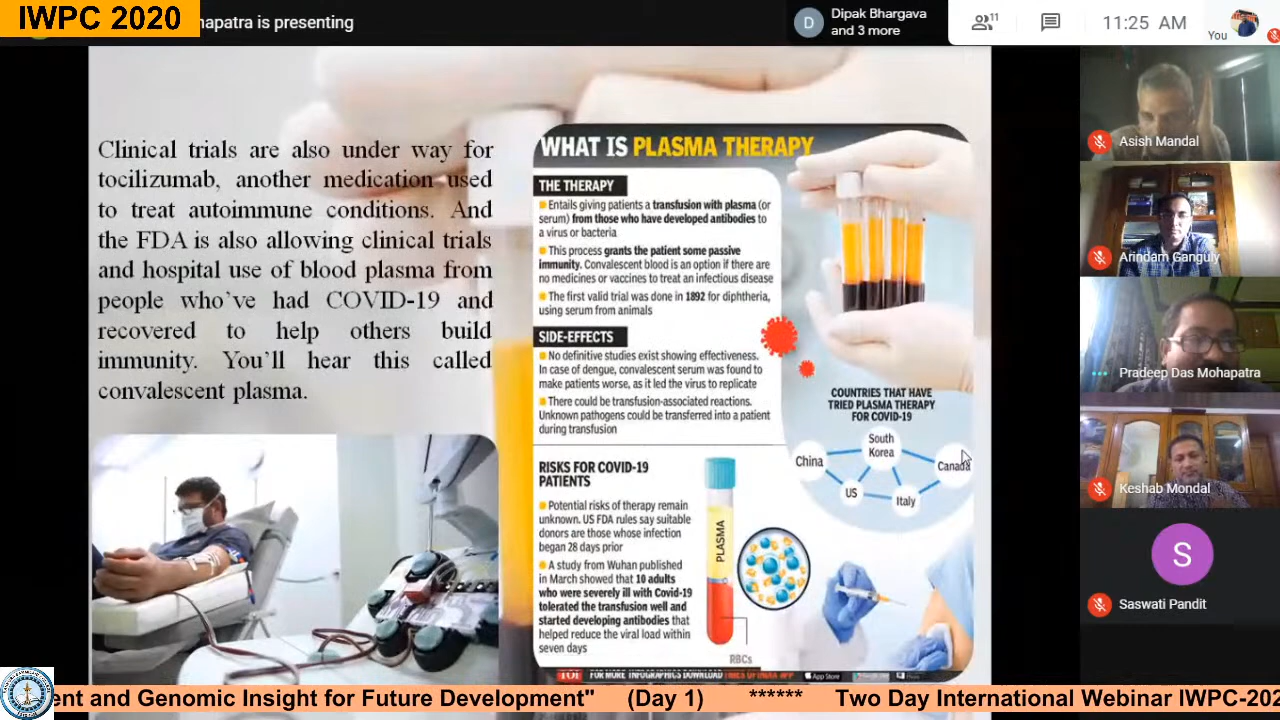 IWPC 2020
napatra is presenting
D
Dipak Bhargava
and 3 more
11
11:25 AM
You
Clinical trials are also under way for
tocilizumab, another medication used
to treat autoimmune conditions. And
the FDA is also allowing clinical trials
and hospital use of blood plasma from
people who've had COVID-19 and
recovered to help others build
immunity. You'll hear this called
convalescent plasma.
WHAT IS PLASMA THERAPY
THE THERAPY
Entails giving patients a transfusion with plasma (or
serum) from those who have developed antibodies to
a virus or bacteria
This process grants the patient some passive
immunity. Convalescent blood is an option if there are
no medicines or vaccines to treat an infectious disease
The first valid trial was done in 1892 for diphtheria,
using serum from animals
SIDE-EFFECTS
No definitive studies exist showing effectiveness.
In case of dengue, convalescent serum was found to
make patients worse, as it led the virus to replicate
There could be transfusion-associated reactions.
Unknown pathogens could be transferred into a patient
during transfusion
COUNTRIES THAT HAVE
TRIED PLASMA THERAPY
FOR COVID-19
China
South
Korea
Canada
US
Italy
RISKS FOR COVID-19
PATIENTS
Potential risks of therapy remain
unknown. US FDA rules say suitable
donors are those whose infection
began 28 days prior
A study from Wuhan published
in March showed that 10 adults
who were severely ill with Covid-19
tolerated the transfusion well and
started developing antibodies that
helped reduce the viral load within
seven days
PLASMA
RBCs
TOI FOR MORE INFOGRAPHICS DOWNLOAD TIMES OF INDIA APP
App Store
Asish Mandal
Arindam Ganguly
Pradeep Das Mohapatra
Keshab Mondal
S
Saswati Pandit
ent and Genomic Insight for Future Development" (Day 1) ****** Two Day International Webinar IWPC-202